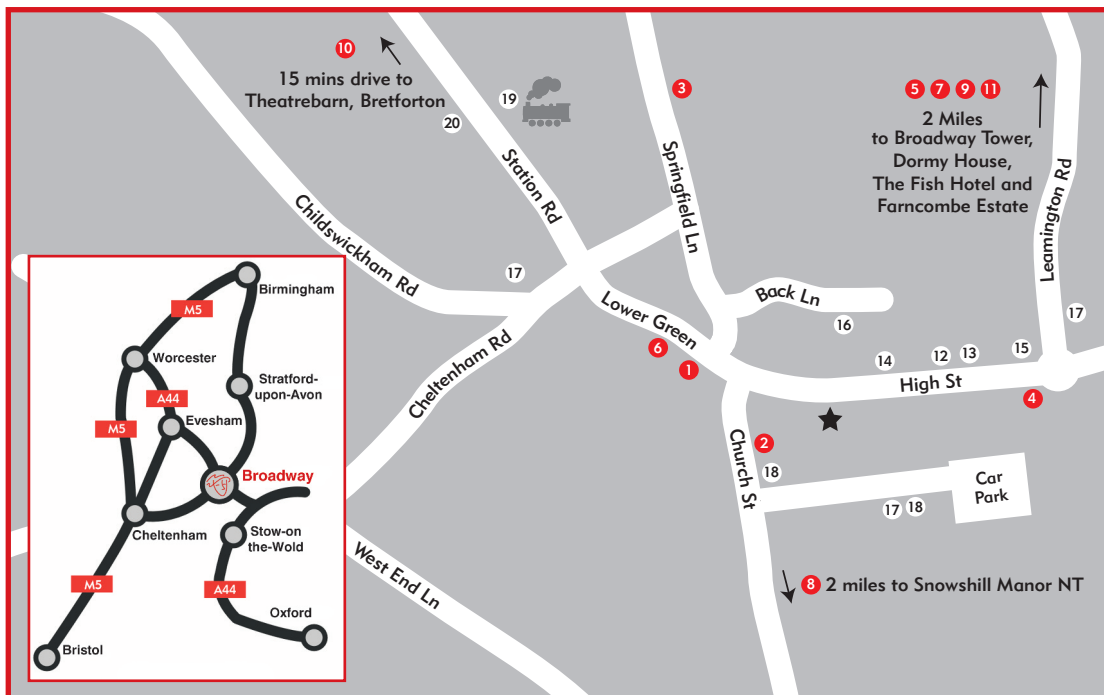 10
15 mins drive to
Theatrebarn, Bretforton
19
20
3
5 7 9 11
2 Miles
to Broadway Tower,
Dormy House,
The Fish Hotel and
Farncombe Estate
Station Rd
Springfield Ln
Leamington Rd
Childswickham Rd
17
Lower Green
Back Ln
16
17
Cheltenham Rd
6
1
14
12
13
15
High St
4
Church St
2
18
17
18
Car
Park
West End Ln
8 2 miles to Snowshill Manor NT
Birmingham
M5
Worcester
Stratford-
upon-Avon
A44
Evesham
M5
Broadway
Cheltenham
Stow-on
the-Wold
M5
A44
Oxford
Bristol